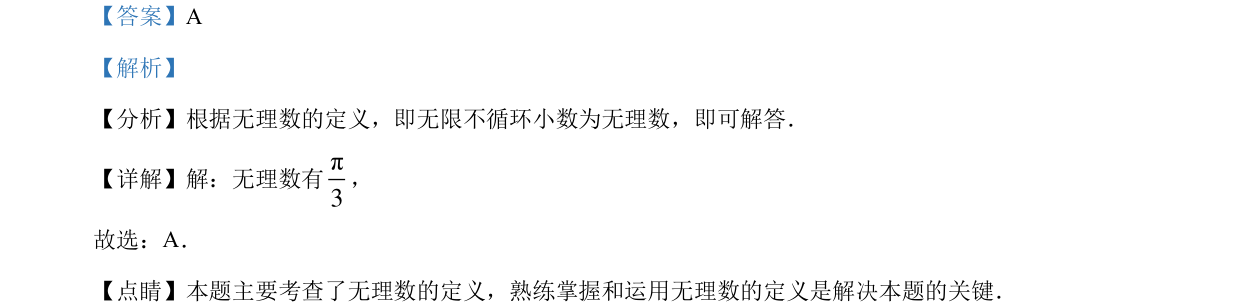 【答案】A
【解析】
【分析】根据无理数的定义，即无限不循环小数为无理数，即可解答．
【详解】解：无理数有π/3，
故选：A．
【点睛】本题主要考查了无理数的定义，熟练掌握和运用无理数的定义是解决本题的关键．